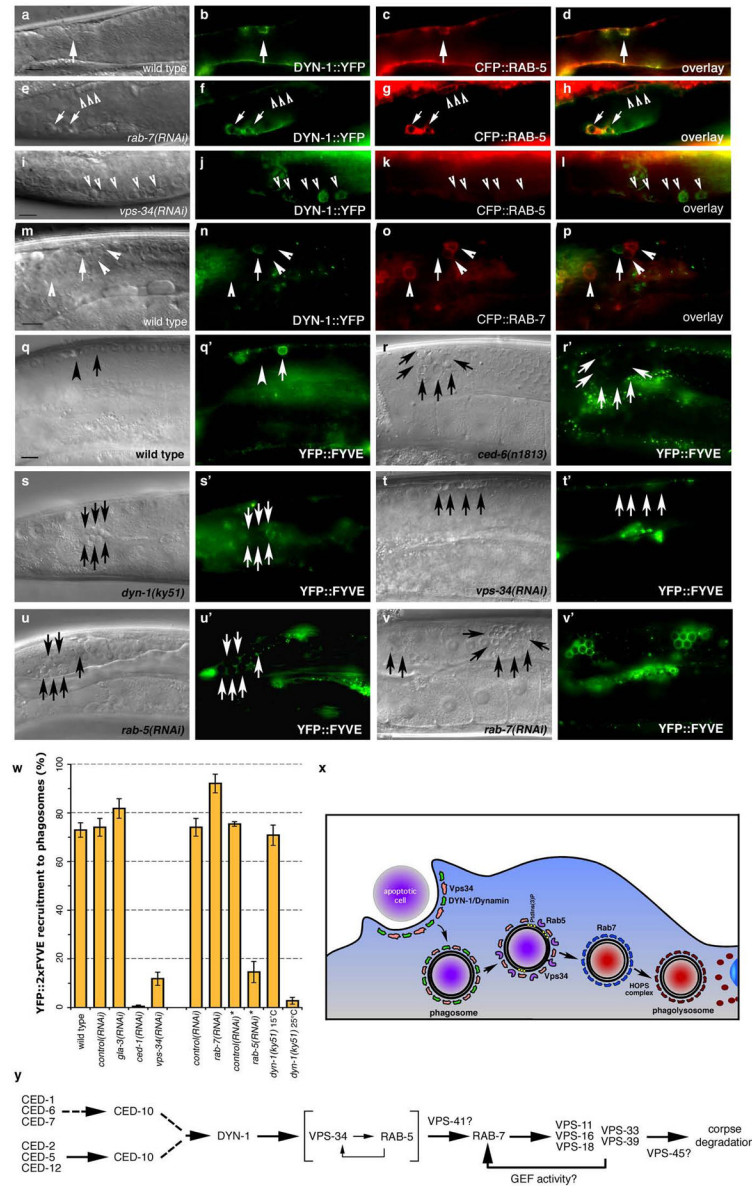 a
wild type
b
DYN-1::YFP
c
CFP::RAB-5
d
overlay
e
rab-7(RNAi)
f
DYN-1::YFP
g
CFP::RAB-5
h
overlay
i
vps-34(RNAi)
j
DYN-1::YFP
k
CFP::RAB-5
l
overlay
m
wild type
n
DYN-1::YFP
o
CFP::RAB-7
p
overlay
q
wild type
q'
YFP::FYVE
r
ced-6(n1813)
r'
YFP::FYVE
s
dyn-1(ky51)
s'
YFP::FYVE
t
vps-34(RNAi)
t'
YFP::FYVE
u
rab-5(RNAi)
u'
YFP::FYVE
v
rab-7(RNAi)
v'
YFP::FYVE
w
YFP::2xFYVE recruitment to phagosomes (%)
100
80
60
40
20
0
wild type
control(RNAi)
gla-3(RNAi)
ced-1(RNAi)
vps-34(RNAi)
control(RNAi)
rab-7(RNAi)
control(RNAi)*
rab-5(RNAi)*
dyn-1(ky51) 15°C
dyn-1(ky51) 25°C
x
apoptotic
cell
Vps34
DYN-1/Dynamin
phagosome
PtdIns(3)P
Rab5
Vps34
Rab7
HOPS
complex
phagolysosome
y
CED-1
CED-6
CED-7
CED-10
CED-2
CED-5
CED-12
CED-10
DYN-1
VPS-34
RAB-5
VPS-41?
RAB-7
VPS-11
VPS-16
VPS-18
VPS-33
VPS-39
VPS-45?
corpse
degradation
GEF activity?